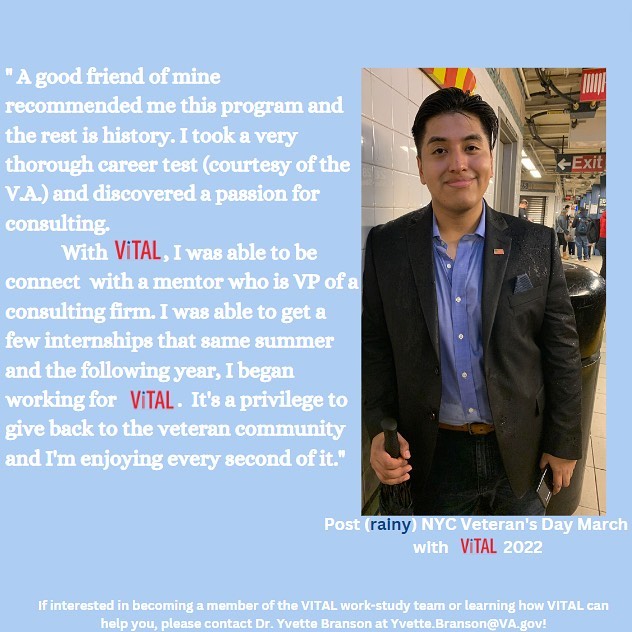 " A good friend of mine
recommended me this program and
the rest is history. I took a very
thorough career test (courtesy of the
V.A.) and discovered a passion for
consulting.
With ViTAL, I was able to be
connect with a mentor who is VP of a
consulting firm. I was able to get a
few internships that same summer
and the following year, I began
working for ViTAL. It's a privilege to
give back to the veteran community
and I'm enjoying every second of it."
←Exit
Post (rainy) NYC Veteran's Day March
with ViTAL 2022
If interested in becoming a member of the VITAL work-study team or learning how VITAL can
help you, please contact Dr. Yvette Branson at Yvette.Branson@VA.gov!